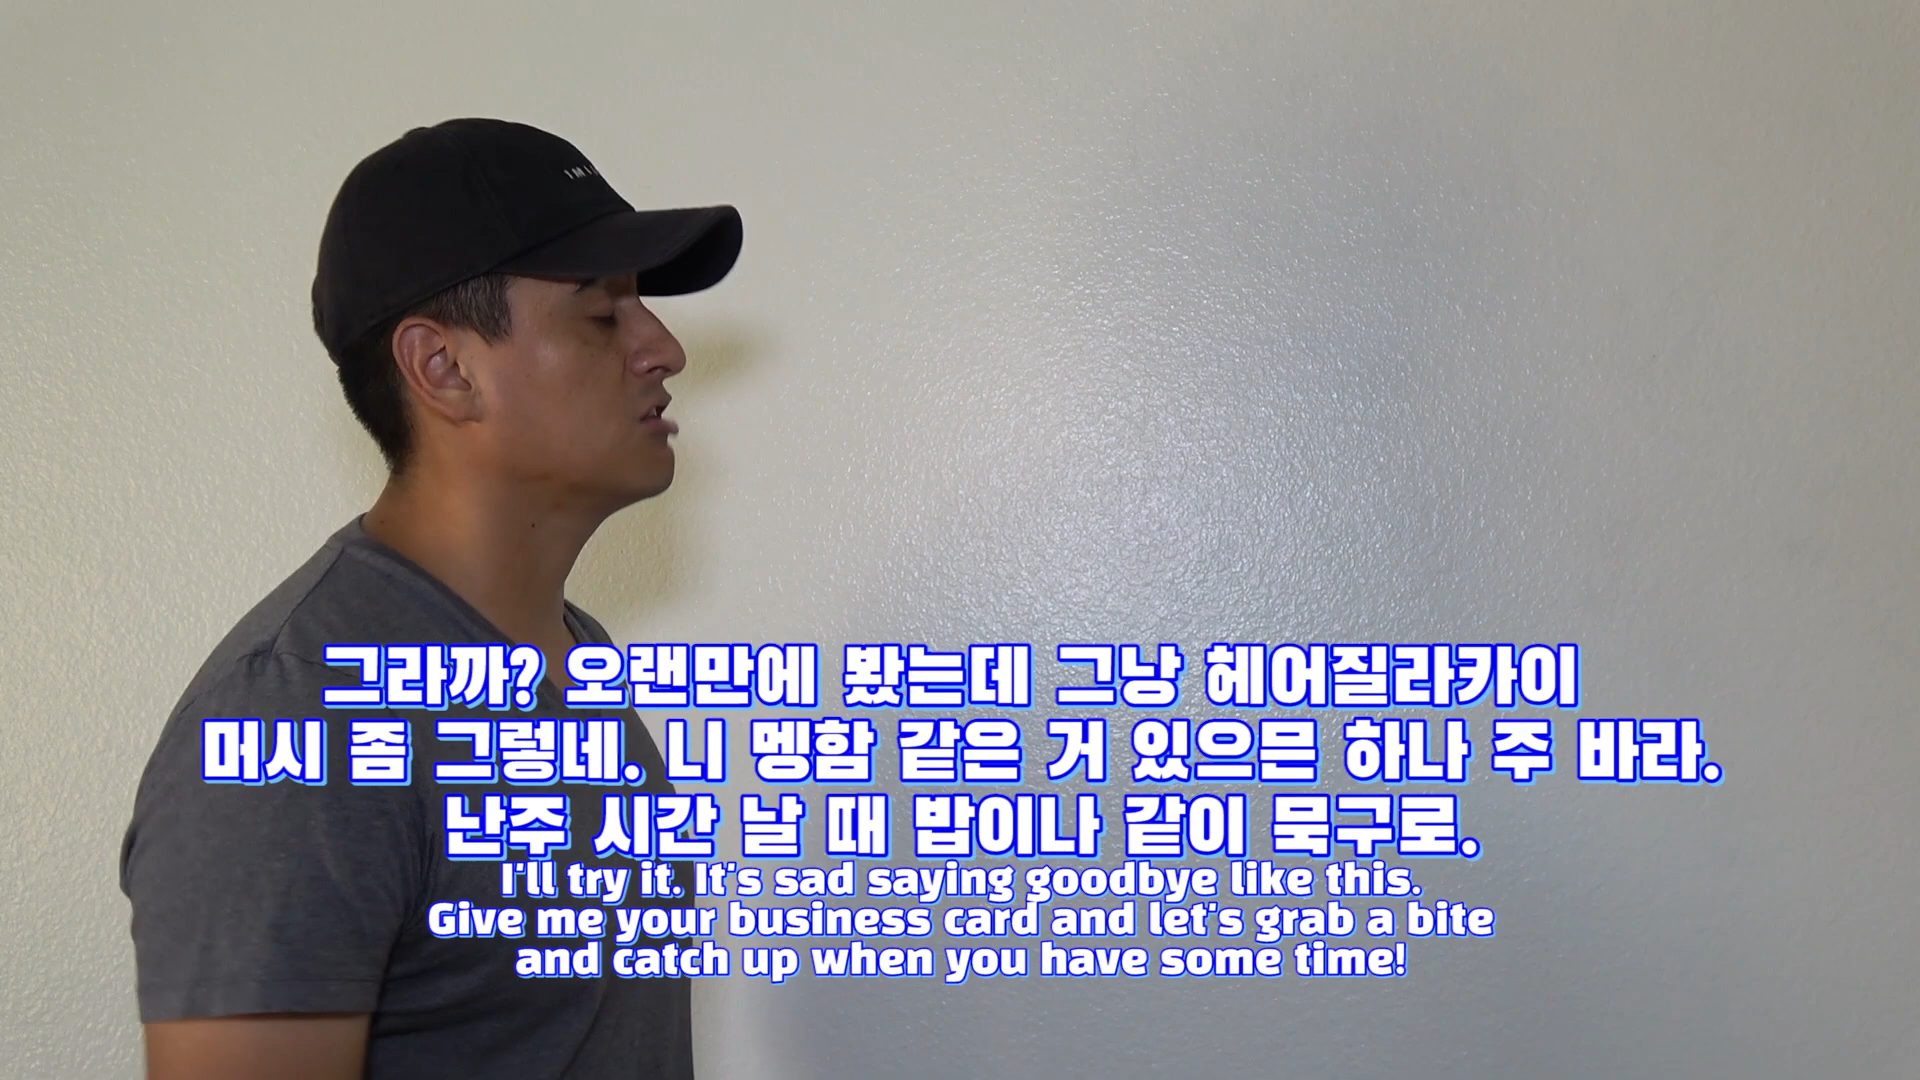 그라까? 오랜만에 봤는데 그냥 헤어질라카이
머시 좀 그렇네. 니 멩함 같은 거 있으믄 하나 주 바라.
난주 시간 날 때 밥이나 같이 묵구로.
I'll try it. It's sad saying goodbye like this.
Give me your business card and let's grab a bite
and catch up when you have some time!